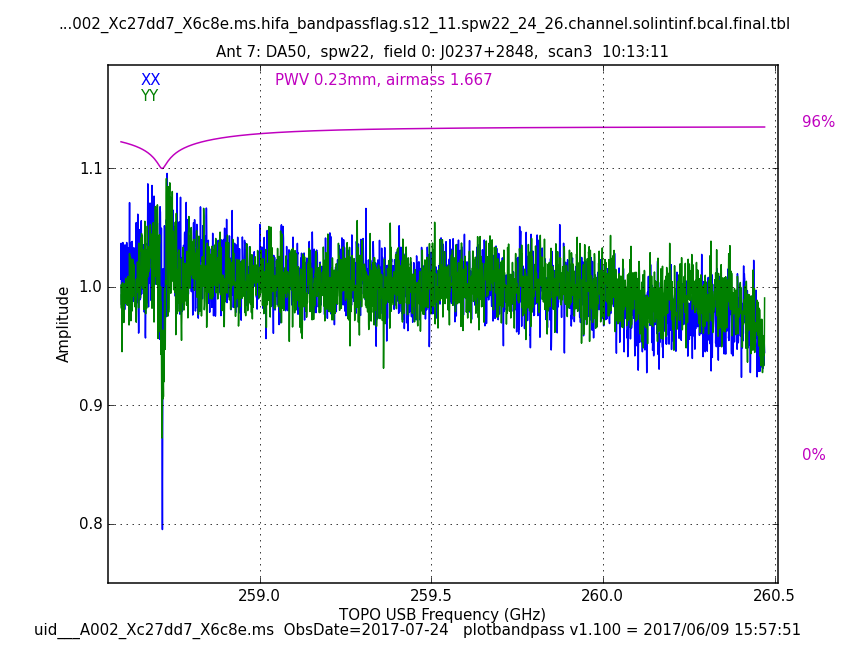 ...002_Xc27dd7_X6c8e.ms.hifa_bandpassflag.s12_11.spw22_24_26.channel.solintinf.bcal.final.tbl
Ant 7: DA50,  spw22,  field 0: J0237+2848,  scan3  10:13:11
XX
YY
PWV 0.23mm, airmass 1.667
96%
0%
1.1
1.0
0.9
0.8
Amplitude
259.0
259.5
260.0
260.5
TOPO USB Frequency (GHz)
uid___A002_Xc27dd7_X6c8e.ms  ObsDate=2017-07-24   plotbandpass v1.100 = 2017/06/09 15:57:51